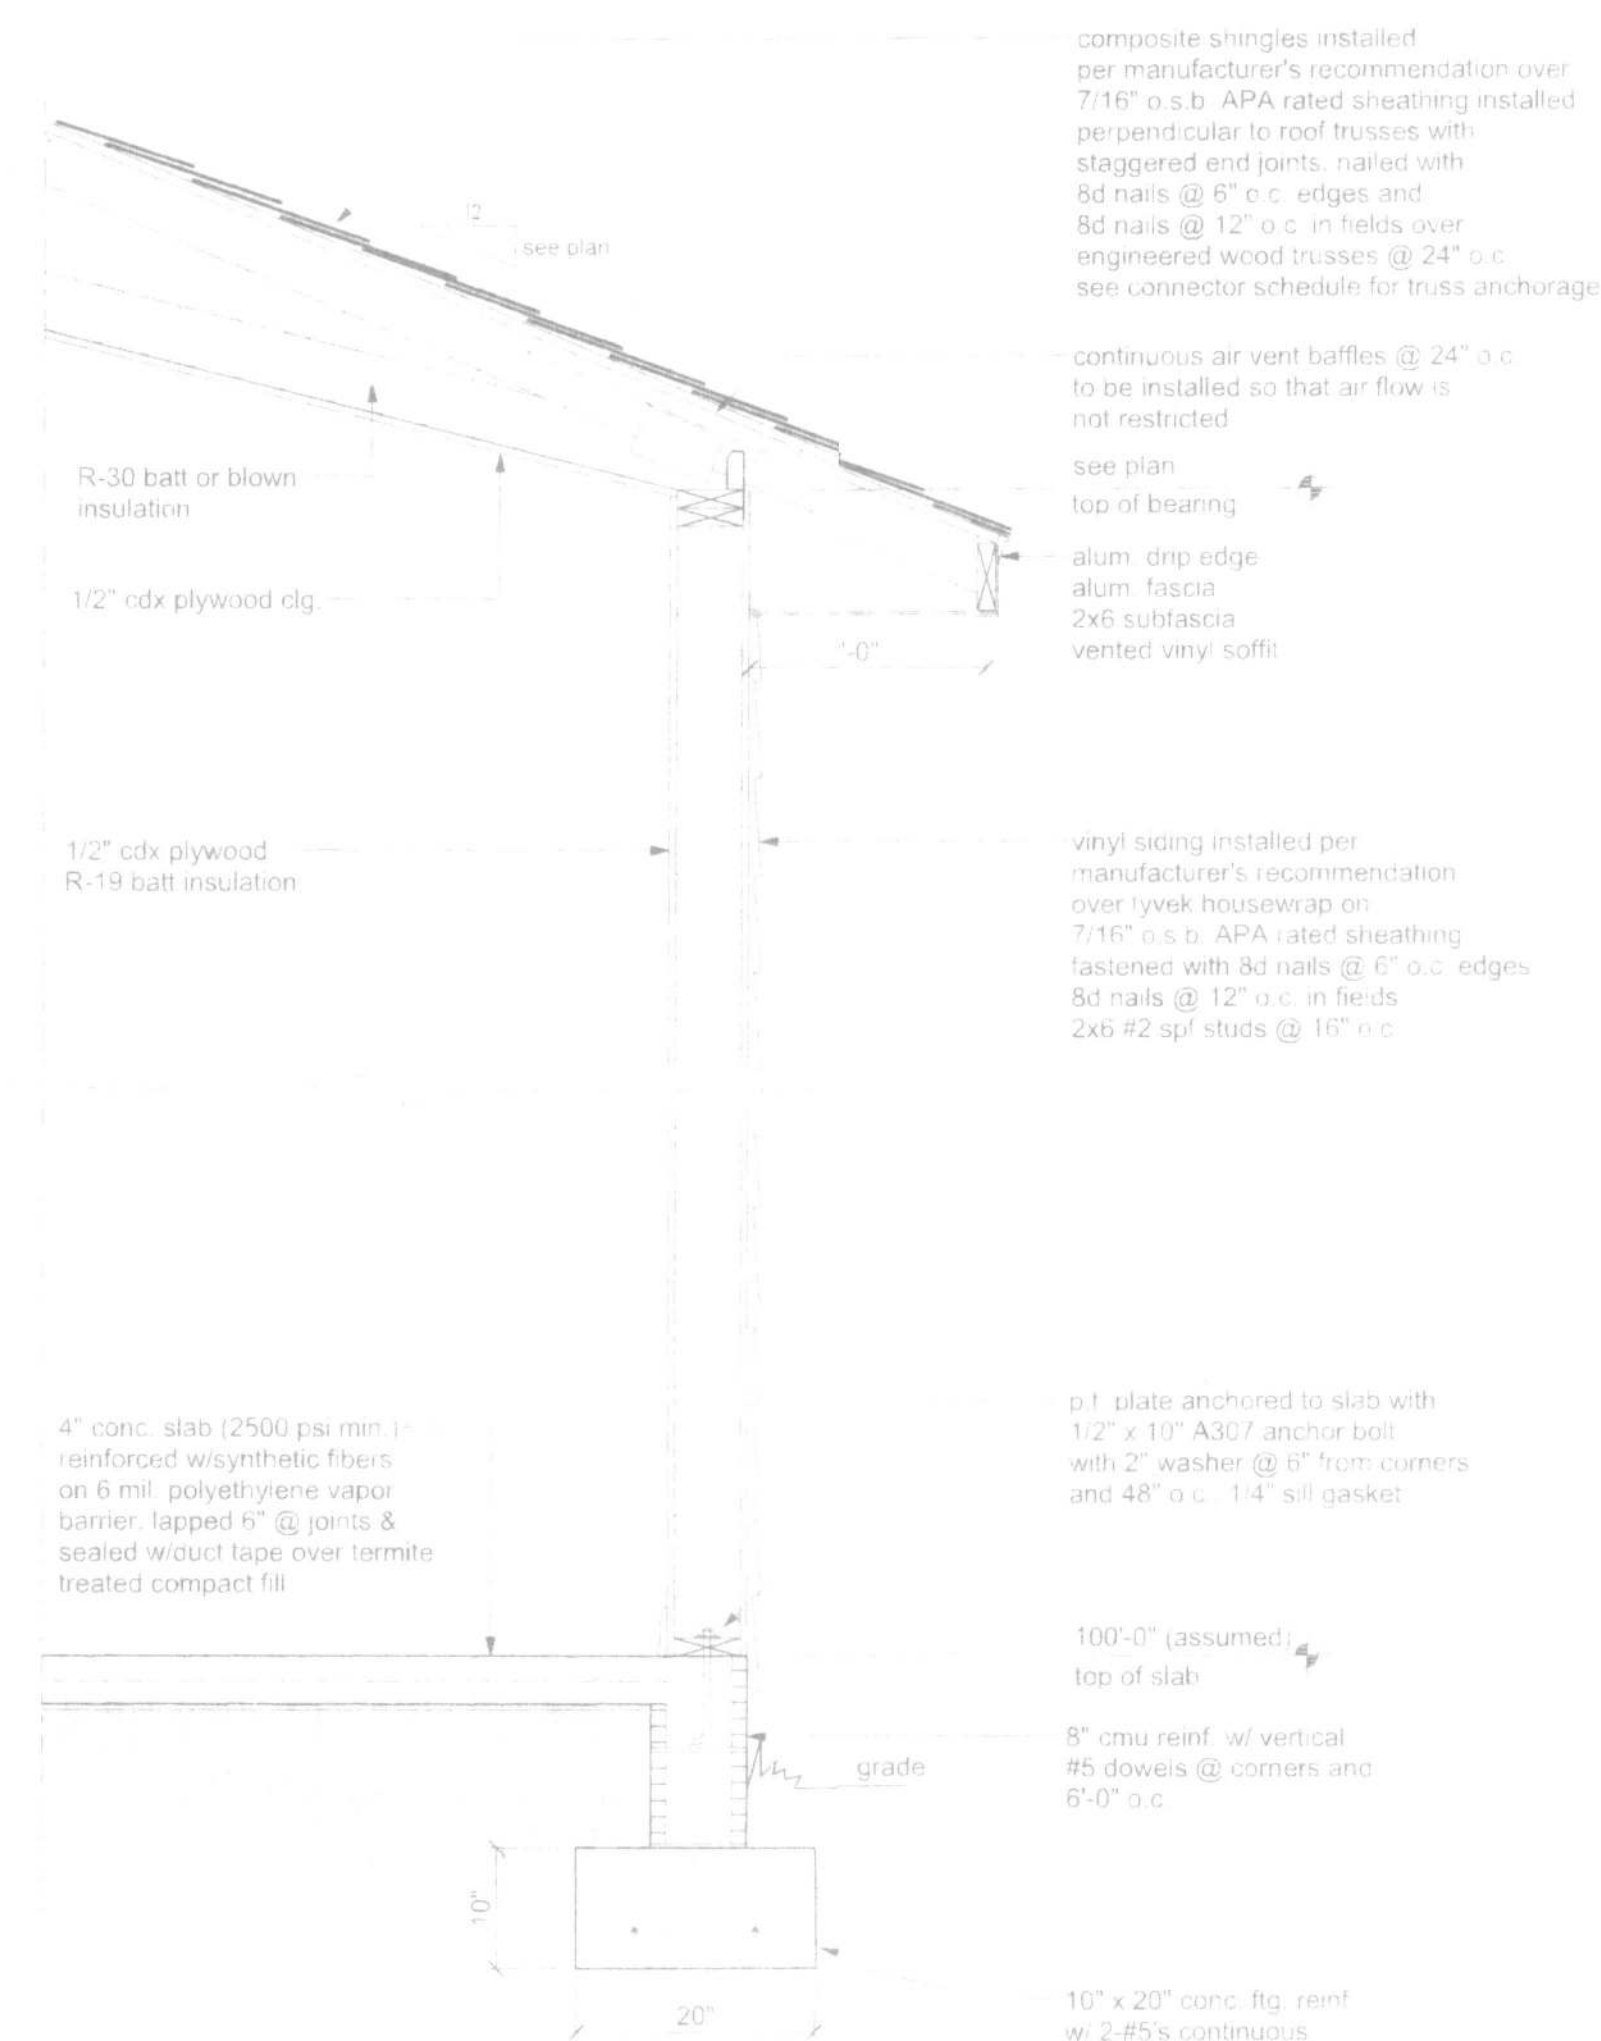 composite shingles installed
per manufacturer's recommendation over
7/16" o.s.b. APA rated sheathing installed
perpendicular to roof trusses with
staggered end joints, nailed with
8d nails @ 6" o.c. edges and
8d nails @ 12" o.c. in fields over
engineered wood trusses @ 24" o.c.
see connector schedule for truss anchorage
12
see plan
continuous air vent baffles @ 24" o.c.
to be installed so that air flow is
not restricted
see plan
top of bearing
R-30 batt or blown
insulation
1/2" cdx plywood clg.
alum. drip edge
alum. fascia
2x6 subfascia
vented vinyl soffit
-0"
1/2" cdx plywood
R-19 batt insulation
vinyl siding installed per
manufacturer's recommendation
over tyvek housewrap on
7/16" o.s.b. APA rated sheathing
fastened with 8d nails @ 6" o.c. edges
8d nails @ 12" o.c. in fields
2x6 #2 spf studs @ 16" o.c.
4" conc. slab (2500 psi min.)
reinforced w/synthetic fibers
on 6 mil. polyethylene vapor
barrier, lapped 6" @ joints &
sealed w/duct tape over termite
treated compact fill
p.t. plate anchored to slab with
1/2" x 10" A307 anchor bolt
with 2" washer @ 6" from corners
and 48" o.c., 1/4" sill gasket
100'-0" (assumed)
top of slab
8" cmu reinf. w/ vertical
#5 dowels @ corners and
6'-0" o.c.
grade
10"
20"
10" x 20" conc. ftg. reinf.
w/ 2-#5's continuous